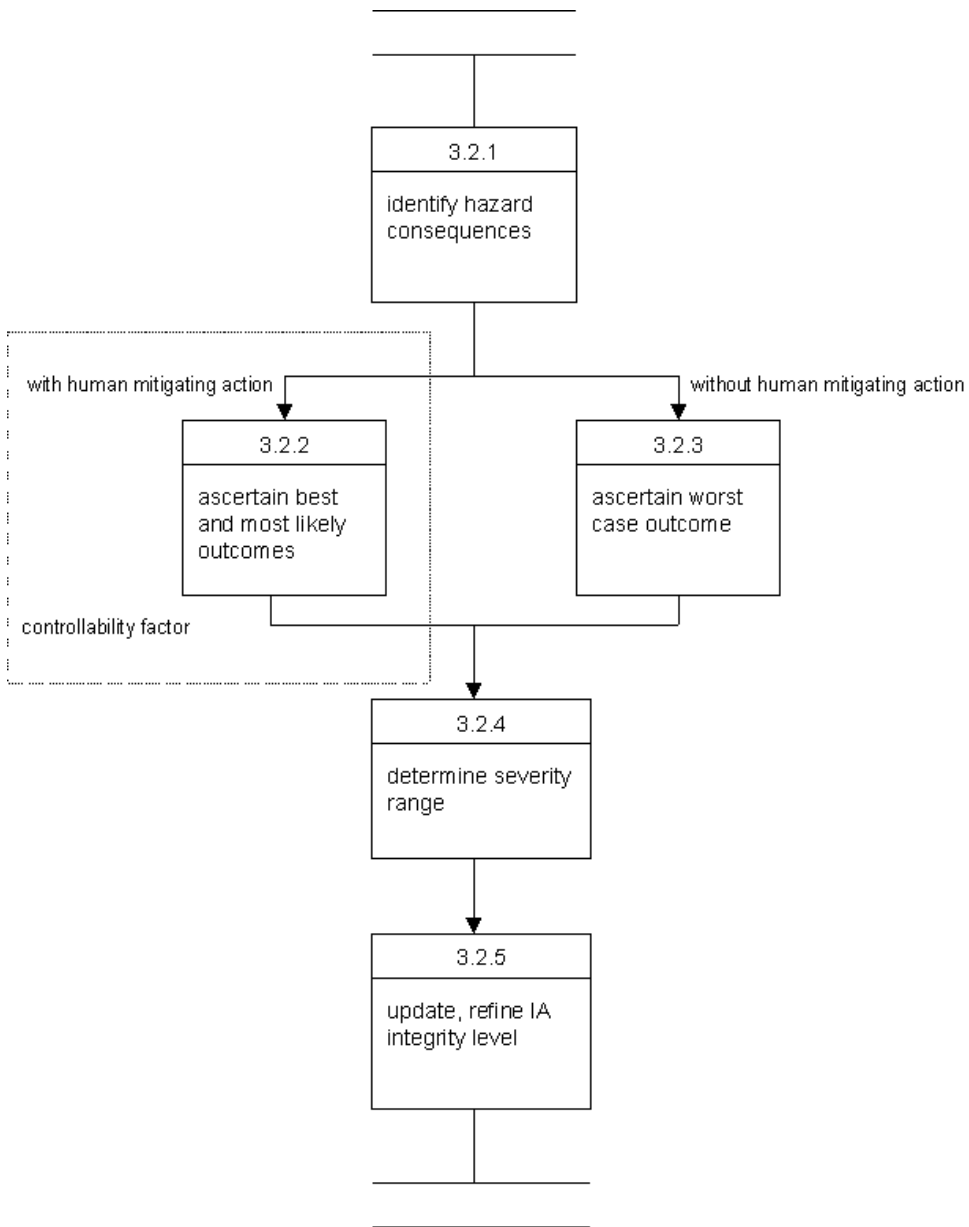 3.2.1
identify hazard
consequences
with human mitigating action
without human mitigating action
3.2.2
ascertain best
and most likely
outcomes
3.2.3
ascertain worst
case outcome
controllability factor
3.2.4
determine severity
range
3.2.5
update, refine IA
integrity level